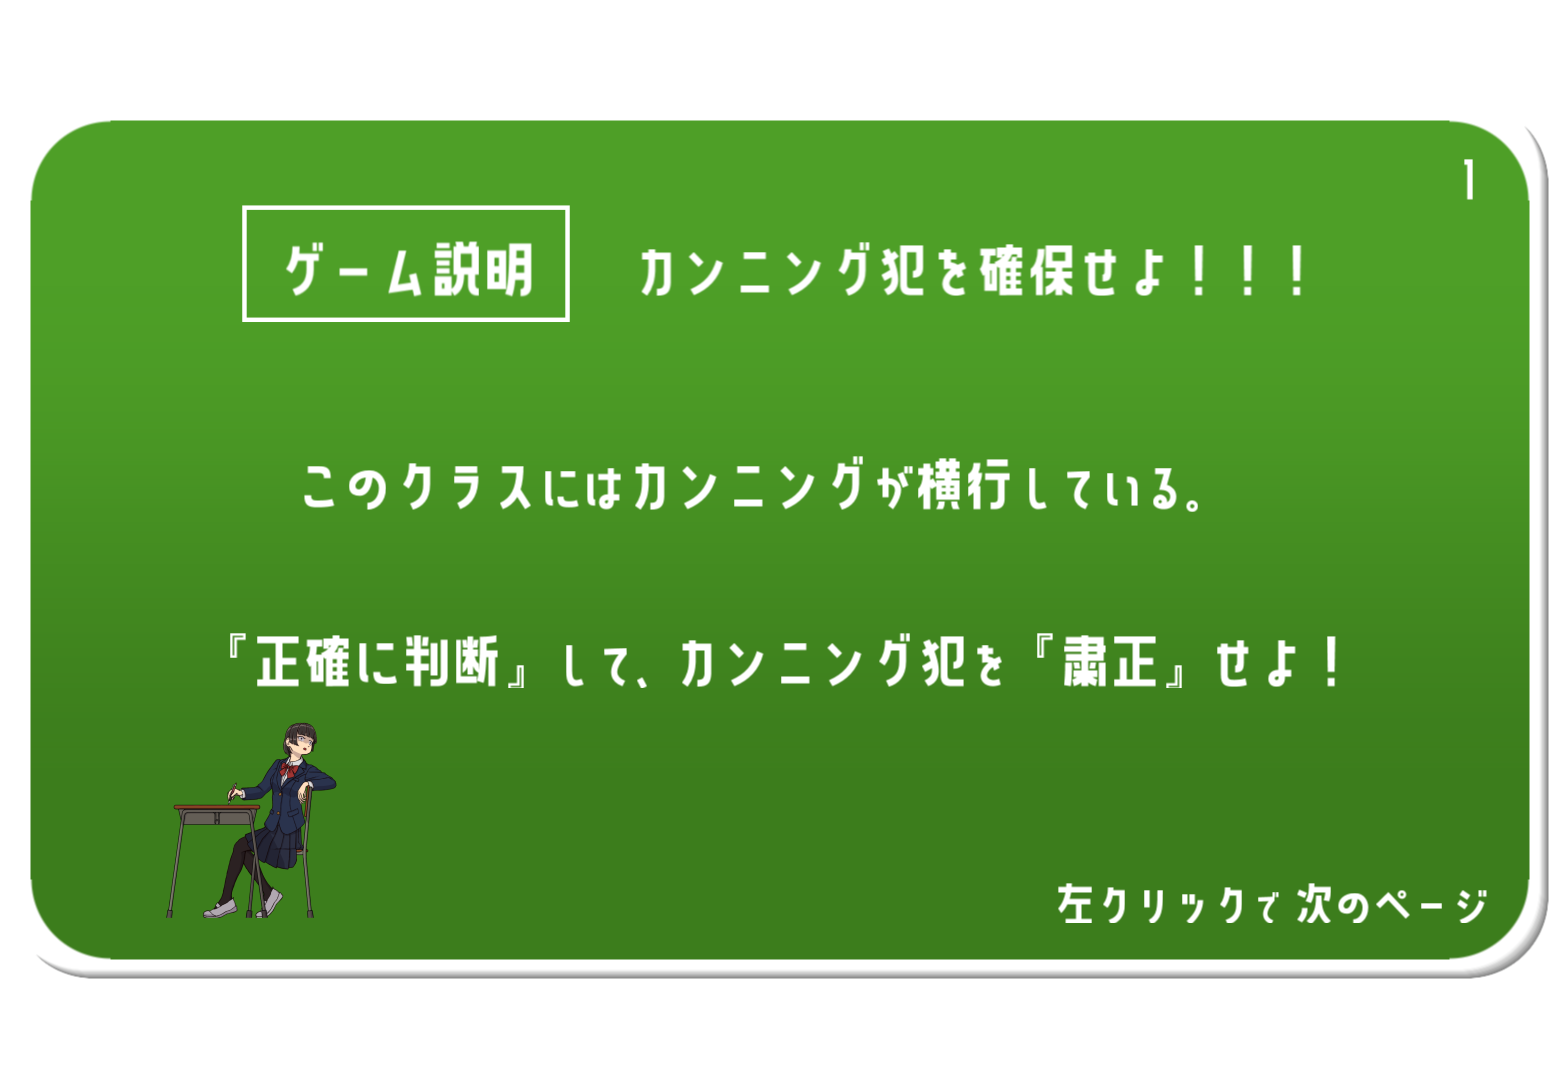 1
ゲーム説明 カンニング犯を確保せよ！！！
このクラスにはカンニングが横行している。
『正確に判断』して、カンニング犯を『粛正』せよ！
左クリックで 次のページ